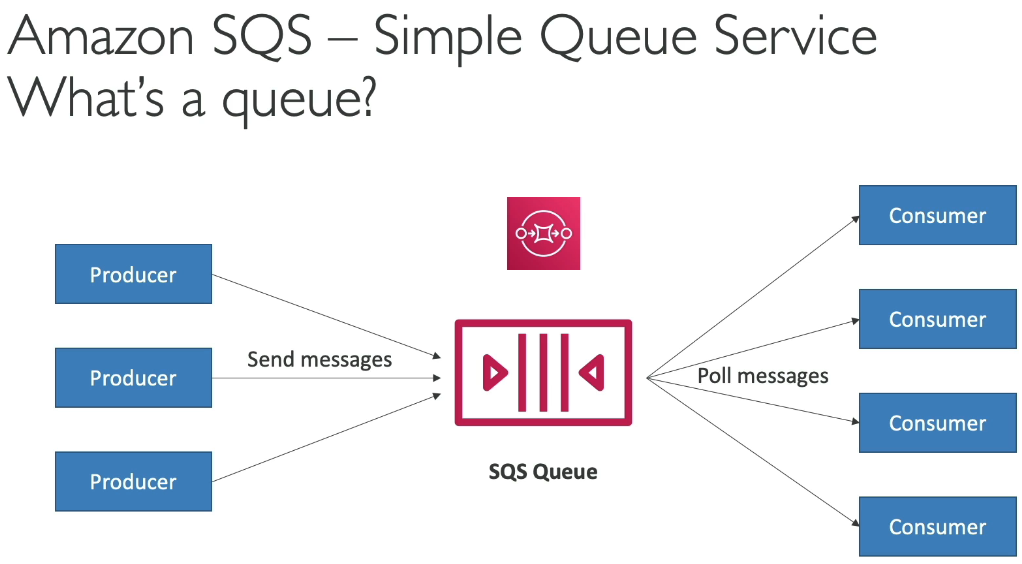 Amazon SQS – Simple Queue Service
What's a queue?
Producer
Producer
Producer
Send messages
SQS Queue
Poll messages
Consumer
Consumer
Consumer
Consumer